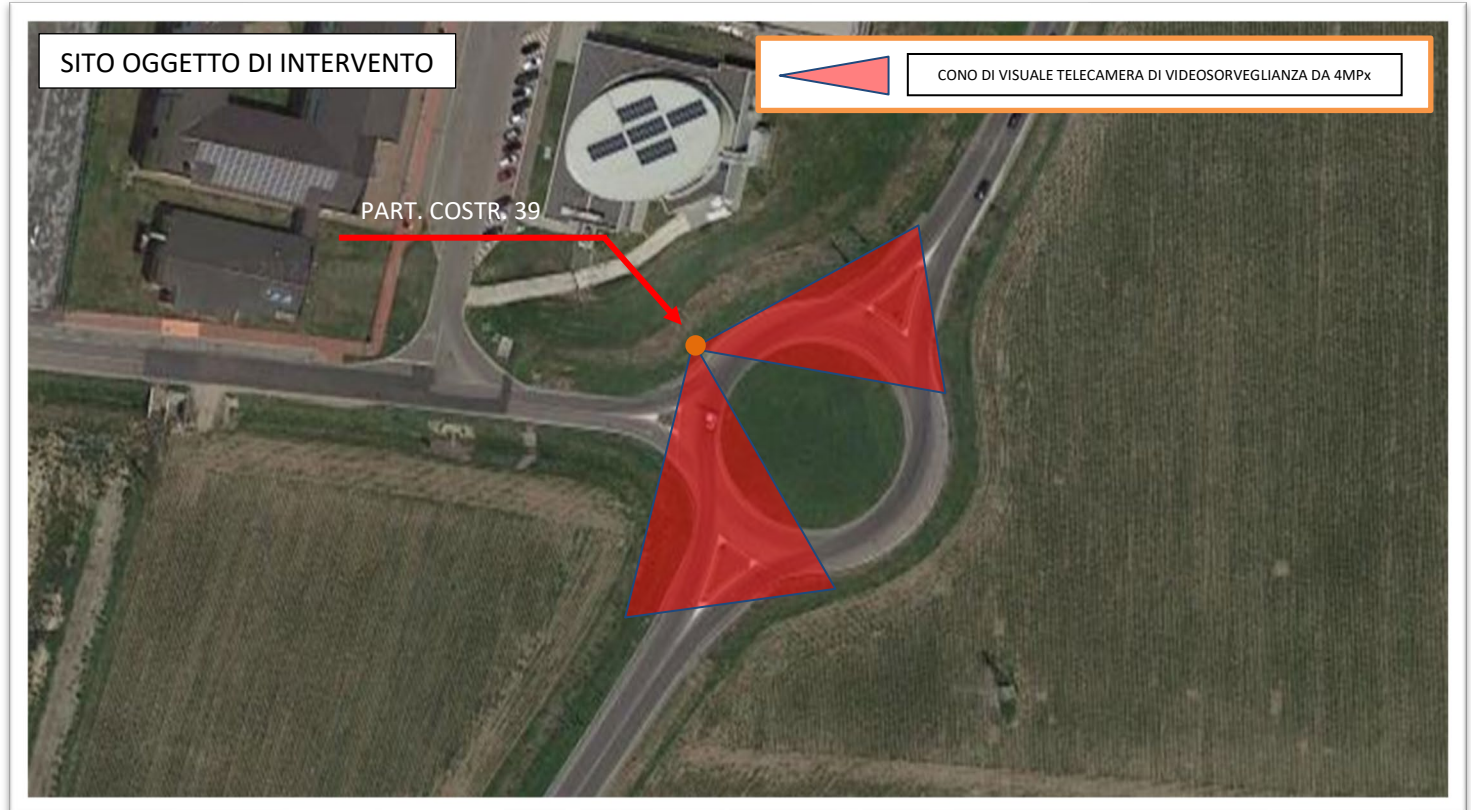 SITO OGGETTO DI INTERVENTO
CONO DI VISUALE TELECAMERA DI VIDEOSORVEGLIANZA DA 4MPx
PART. COSTR. 39